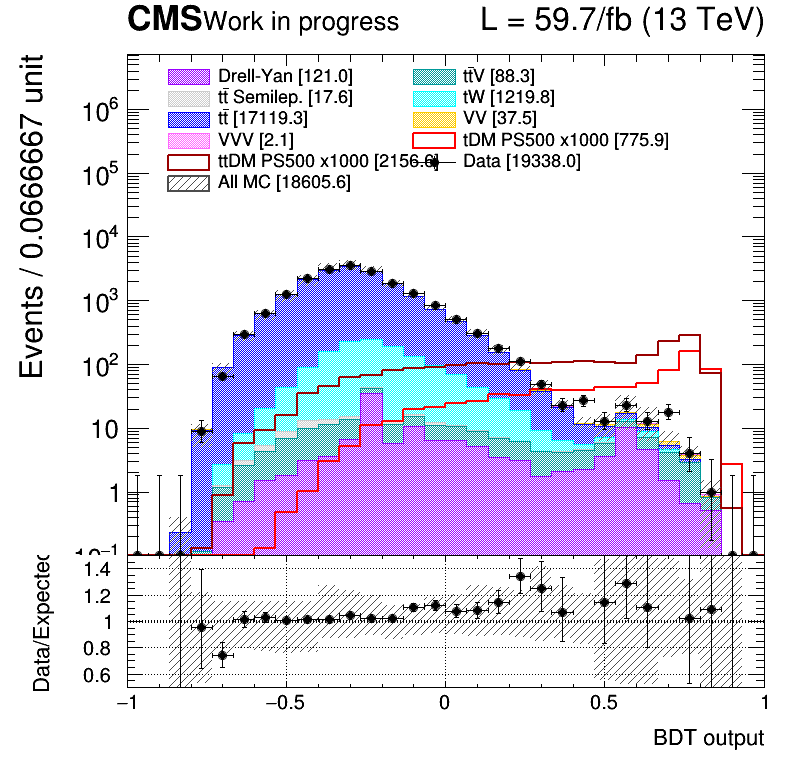 CMS Work in progress L = 59.7/fb (13 TeV)
Events / 0.0666667 unit
Drell-Yan [121.0] tt̄V [88.3]
tt̄ Semilep. [17.6] tW [1219.8]
tt̄ [17119.3] VV [37.5]
VVV [2.1] tDM PS500 x1000 [775.9]
ttDM PS500 x1000 [2156.6] Data [19338.0]
All MC [18605.6]
10⁶
10⁵
10⁴
10³
10²
10
1
10⁻¹
Data/Expected
1.4
1.2
1
0.8
0.6
−1 −0.5 0 0.5 1
BDT output